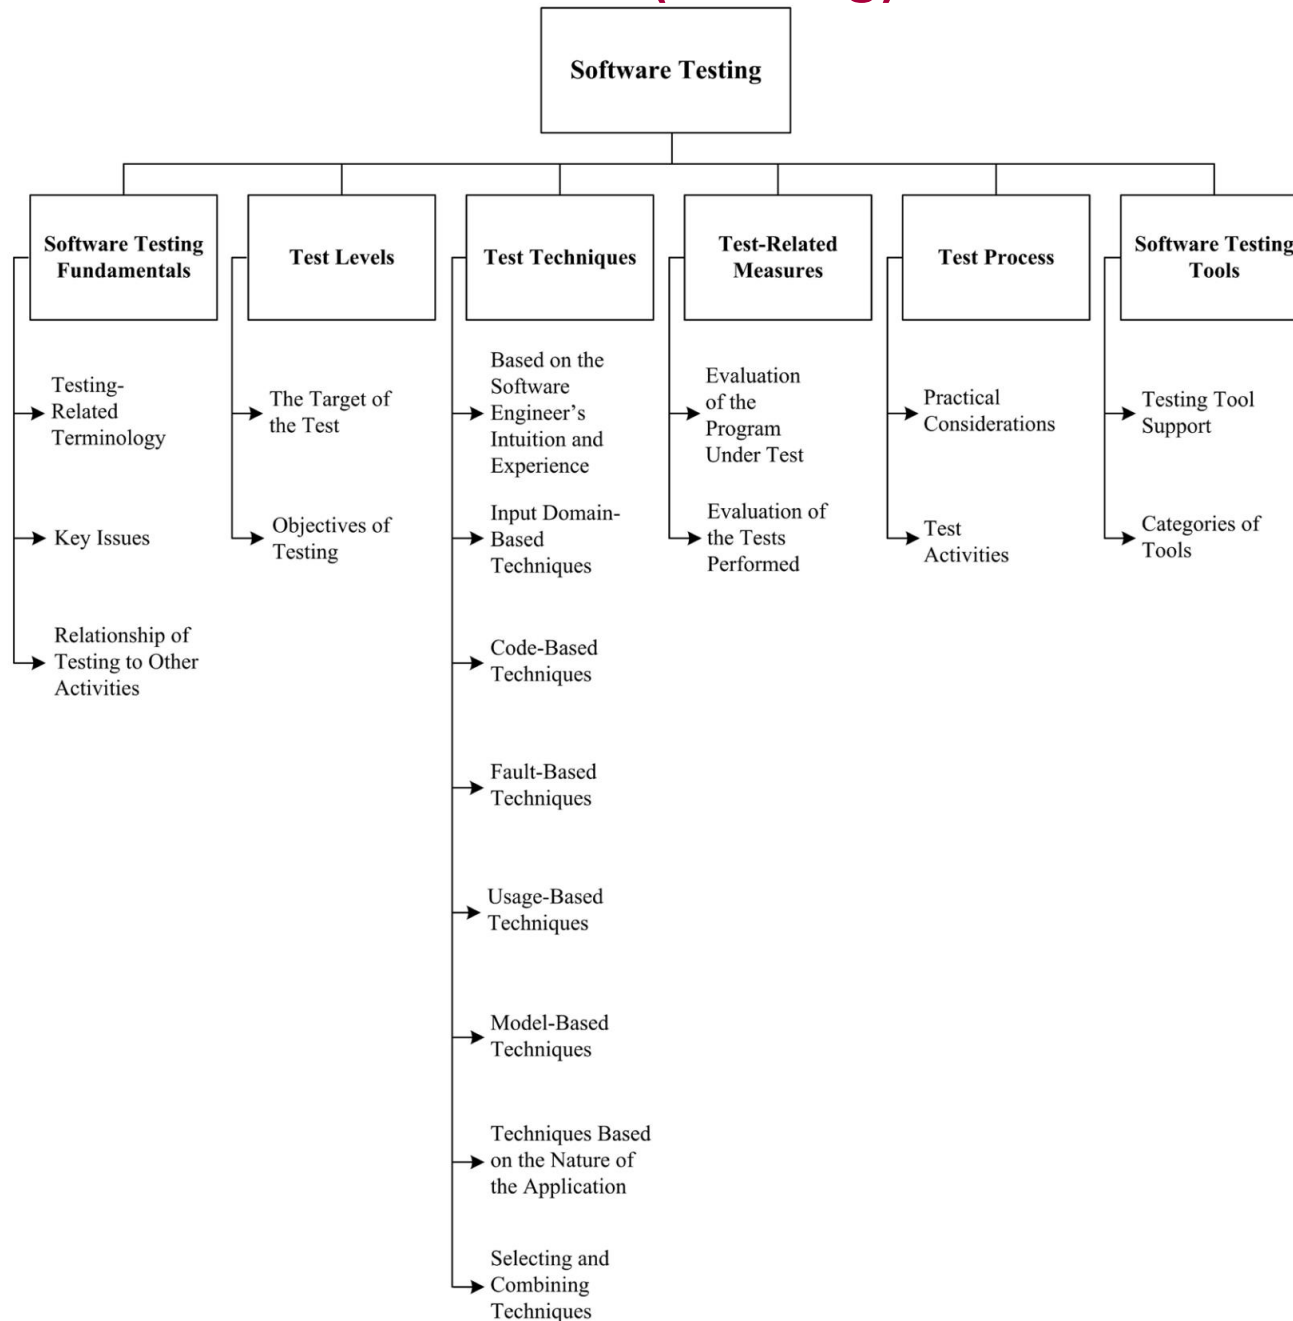 Software Testing
Software Testing
Fundamentals
Testing-
Related
Terminology
Key Issues
Relationship of
Testing to Other
Activities
Test Levels
The Target of
the Test
Objectives of
Testing
Test Techniques
Based on the
Software
Engineer’s
Intuition and
Experience
Input Domain-
Based
Techniques
Code-Based
Techniques
Fault-Based
Techniques
Usage-Based
Techniques
Model-Based
Techniques
Techniques Based
on the Nature of
the Application
Selecting and
Combining
Techniques
Test-Related
Measures
Evaluation
of the
Program
Under Test
Evaluation of
the Tests
Performed
Test Process
Practical
Considerations
Test
Activities
Software Testing
Tools
Testing Tool
Support
Categories of
Tools